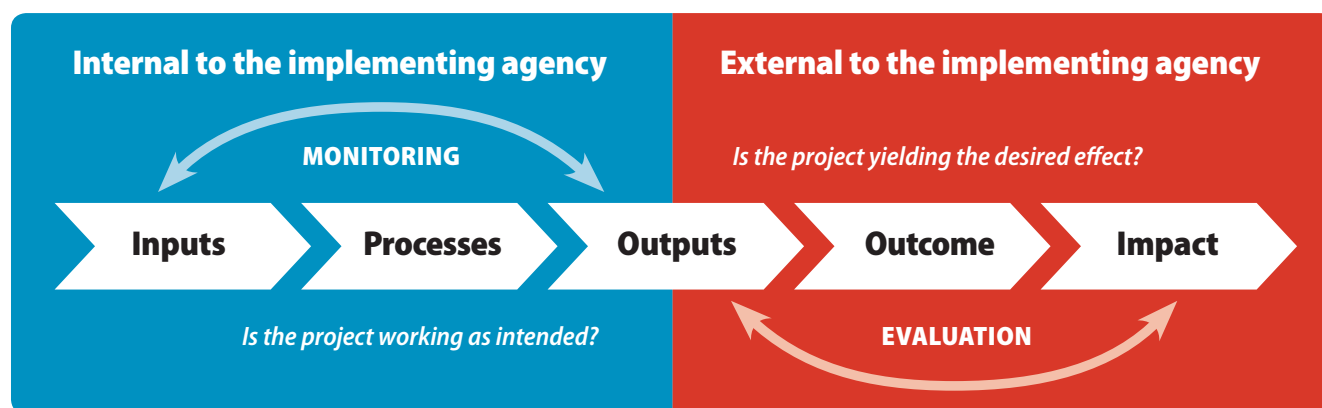 Internal to the implementing agency
External to the implementing agency
MONITORING
Is the project yielding the desired effect?
Inputs
Processes
Outputs
Outcome
Impact
Is the project working as intended?
EVALUATION